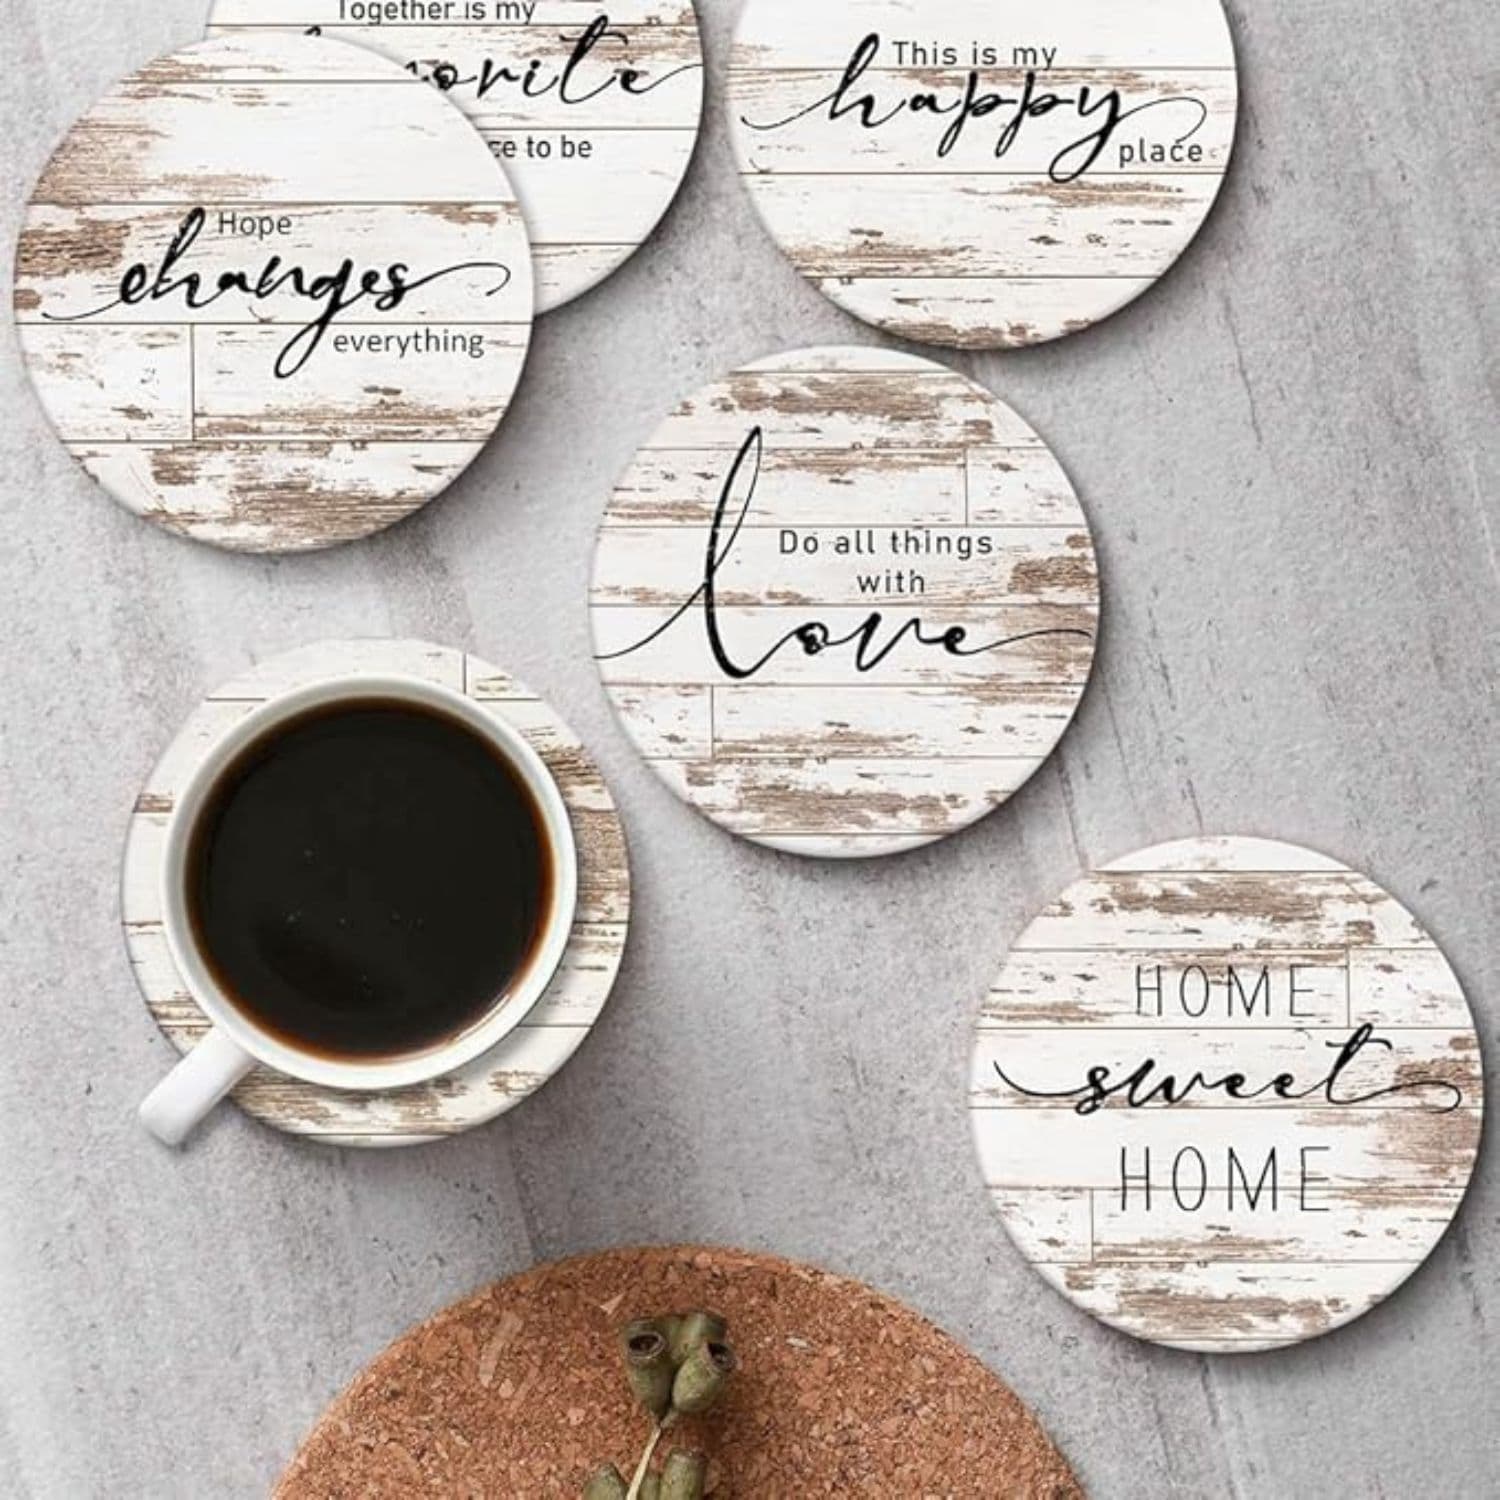 Together is my
ce to be
This is my
happy
place
Hope
changes
everything
Do all things
with
love
HOME
sweet
HOME